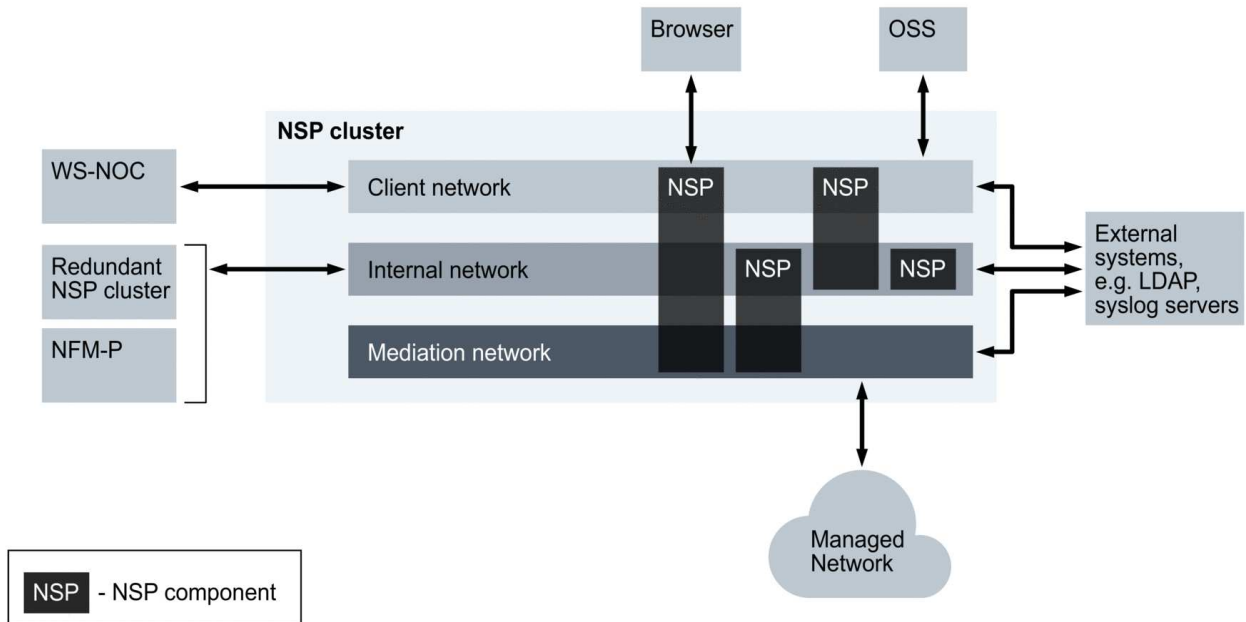 Browser
OSS
NSP cluster
WS-NOC
Client network
NSP
NSP
Redundant
NSP cluster
Internal network
NSP
NSP
External
systems,
e.g. LDAP,
syslog servers
NFM-P
Mediation network
Managed
Network
NSP - NSP component